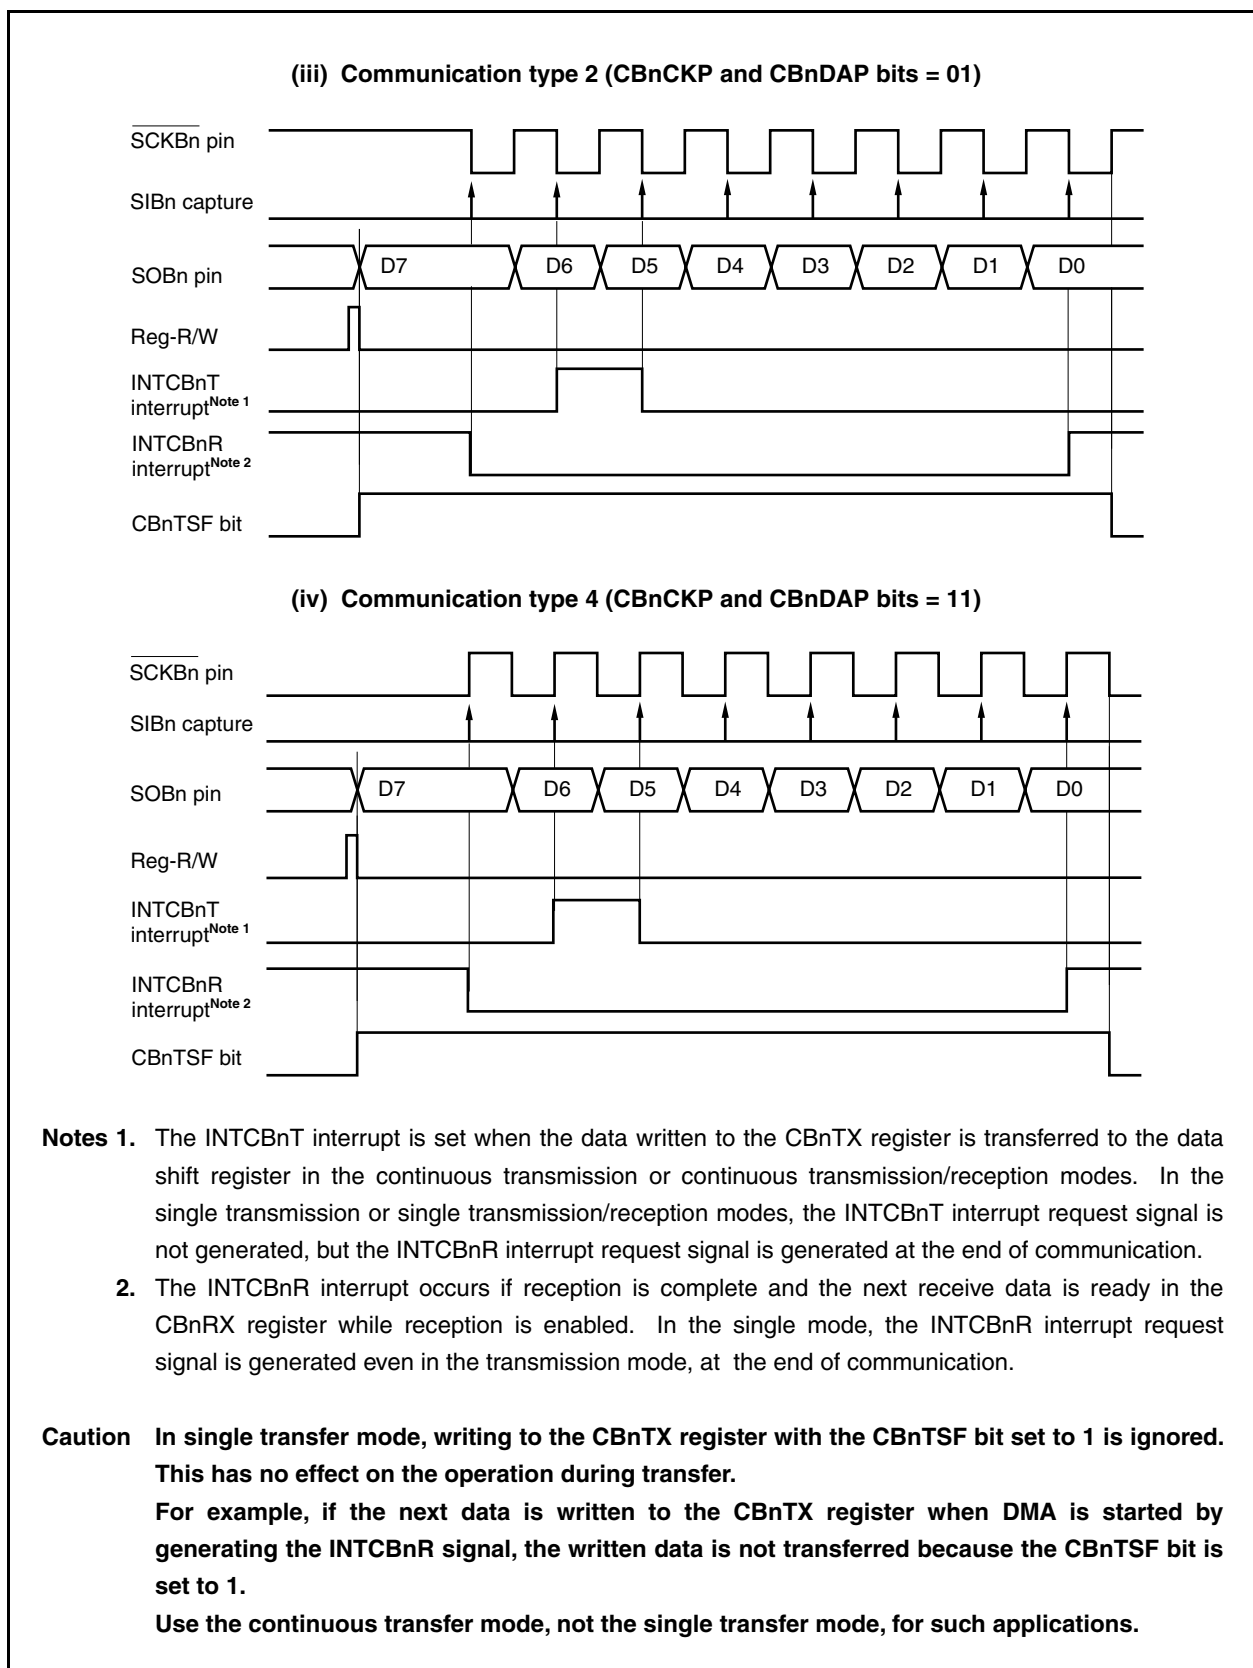 (iii) Communication type 2 (CBnCKP and CBnDAP bits = 01)
SCKBn pin
SIBn capture
SOBn pin
D7 D6 D5 D4 D3 D2 D1 D0
Reg-R/W
INTCBnT
interruptNote 1
INTCBnR
interruptNote 2
CBnTSF bit
(iv) Communication type 4 (CBnCKP and CBnDAP bits = 11)
SCKBn pin
SIBn capture
SOBn pin
D7 D6 D5 D4 D3 D2 D1 D0
Reg-R/W
INTCBnT
interruptNote 1
INTCBnR
interruptNote 2
CBnTSF bit
Notes 1. The INTCBnT interrupt is set when the data written to the CBnTX register is transferred to the data
shift register in the continuous transmission or continuous transmission/reception modes. In the
single transmission or single transmission/reception modes, the INTCBnT interrupt request signal is
not generated, but the INTCBnR interrupt request signal is generated at the end of communication.
2. The INTCBnR interrupt occurs if reception is complete and the next receive data is ready in the
CBnRX register while reception is enabled. In the single mode, the INTCBnR interrupt request
signal is generated even in the transmission mode, at the end of communication.
Caution In single transfer mode, writing to the CBnTX register with the CBnTSF bit set to 1 is ignored.
This has no effect on the operation during transfer.
For example, if the next data is written to the CBnTX register when DMA is started by
generating the INTCBnR signal, the written data is not transferred because the CBnTSF bit is
set to 1.
Use the continuous transfer mode, not the single transfer mode, for such applications.